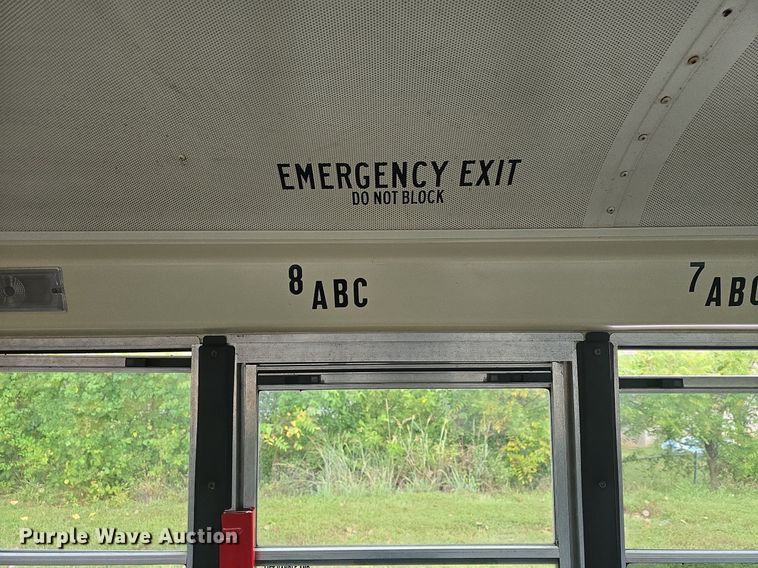 EMERGENCY EXIT
DO NOT BLOCK
8 ABC
7 ABC
Purple Wave Auction